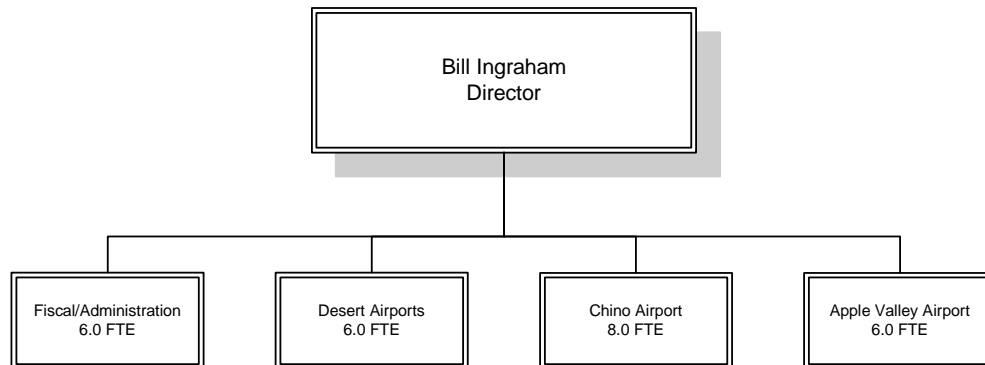 Bill Ingraham
Director
Fiscal/Administration
6.0 FTE
Desert Airports
6.0 FTE
Chino Airport
8.0 FTE
Apple Valley Airport
6.0 FTE